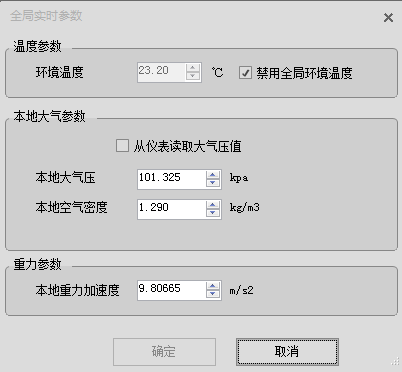 全局实时参数
温度参数
环境温度 23.20 ℃ 禁用全局环境温度
本地大气参数
从仪表读取大气压值
本地大气压 101.325 kpa
本地空气密度 1.290 kg/m3
重力参数
本地重力加速度 9.80665 m/s2
确定 取消